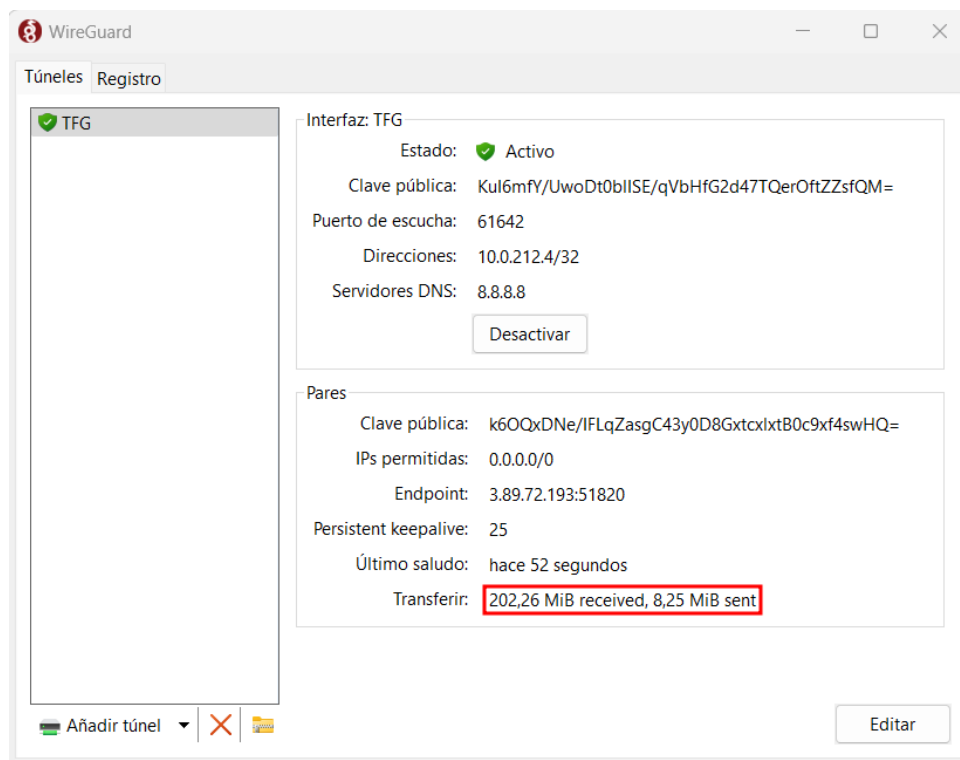 WireGuard
Túneles Registro
TFG
Interfaz: TFG
Estado: Activo
Clave pública: KuI6mfY/UwoDt0bIISE/qVbHfG2d47TQerOftZZsfQM=
Puerto de escucha: 61642
Direcciones: 10.0.212.4/32
Servidores DNS: 8.8.8.8
Desactivar
Pares
Clave pública: k6OQxDNe/IFLqZasgC43y0D8GxtcxIxtB0c9xf4swHQ=
IPs permitidas: 0.0.0.0/0
Endpoint: 3.89.72.193:51820
Persistent keepalive: 25
Último saludo: hace 52 segundos
Transferir: 202,26 MiB received, 8,25 MiB sent
Añadir túnel
Editar